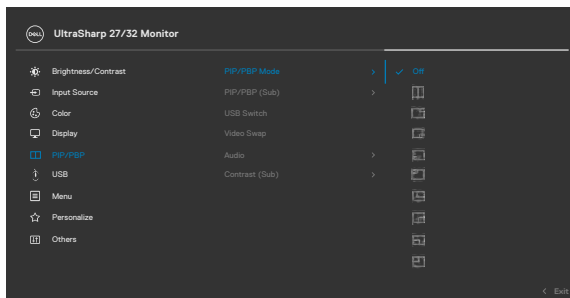 DELL
UltraSharp 27/32 Monitor
Brightness/Contrast
Input Source
Color
Display
PIP/PBP
USB
Menu
Personalize
Others
PIP/PBP Mode
PIP/PBP (Sub)
USB Switch
Video Swap
Audio
Contrast (Sub)
Off
Exit